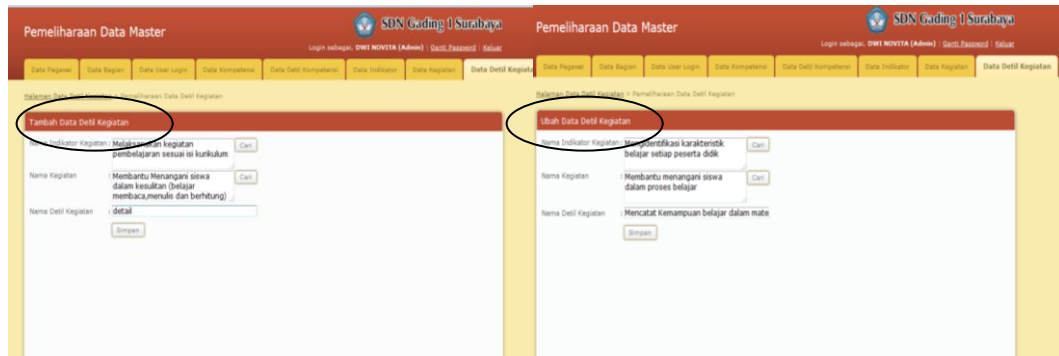 Pemeliharaan Data Master
SDN Gading 1 Surabaya
Login sebagai, DWI NOVITA (Admin) | Ganti Password | Keluar
Data Pegawai Data Bagian Data User Login Data Kompetensi Data Detil Kompetensi Data Indikator Data Kegiatan Data Detil Kegiata
Halaman Data Detil Kegiatan > Pemeliharaan Data Detil Kegiatan
Tambah Data Detil Kegiatan
Nama Indikator Kegiatan : Melaksanakan kegiatan Cari
pembelajaran sesuai isi kurikulum
Nama Kegiatan : Membantu Menangani siswa Cari
dalam kesulitan (belajar
membaca,menulis dan berhitung)
Nama Detil Kegiatan : detail
Simpan
Pemeliharaan Data Master
SDN Gading 1 Surabaya
Login sebagai, DWI NOVITA (Admin) | Ganti Password | Keluar
Data Pegawai Data Bagian Data User Login Data Kompetensi Data Detil Kompetensi Data Indikator Data Kegiatan Data Detil Kegiatan
Halaman Data Detil Kegiatan > Pemeliharaan Data Detil Kegiatan
Ubah Data Detil Kegiatan
Nama Indikator Kegiatan : Mengidentifikasi karakteristik Cari
belajar setiap peserta didik
Nama Kegiatan : Membantu menangani siswa Cari
dalam proses belajar
Nama Detil Kegiatan : Mencatat Kemampuan belajar dalam mate
Simpan